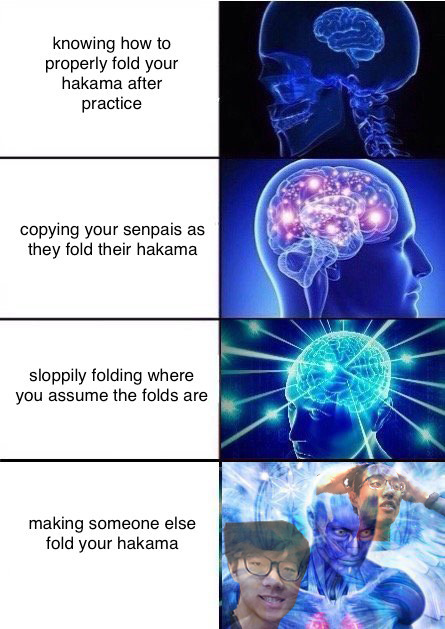 knowing how to
properly fold your
hakama after
practice
copying your senpais as
they fold their hakama
sloppily folding where
you assume the folds are
making someone else
fold your hakama